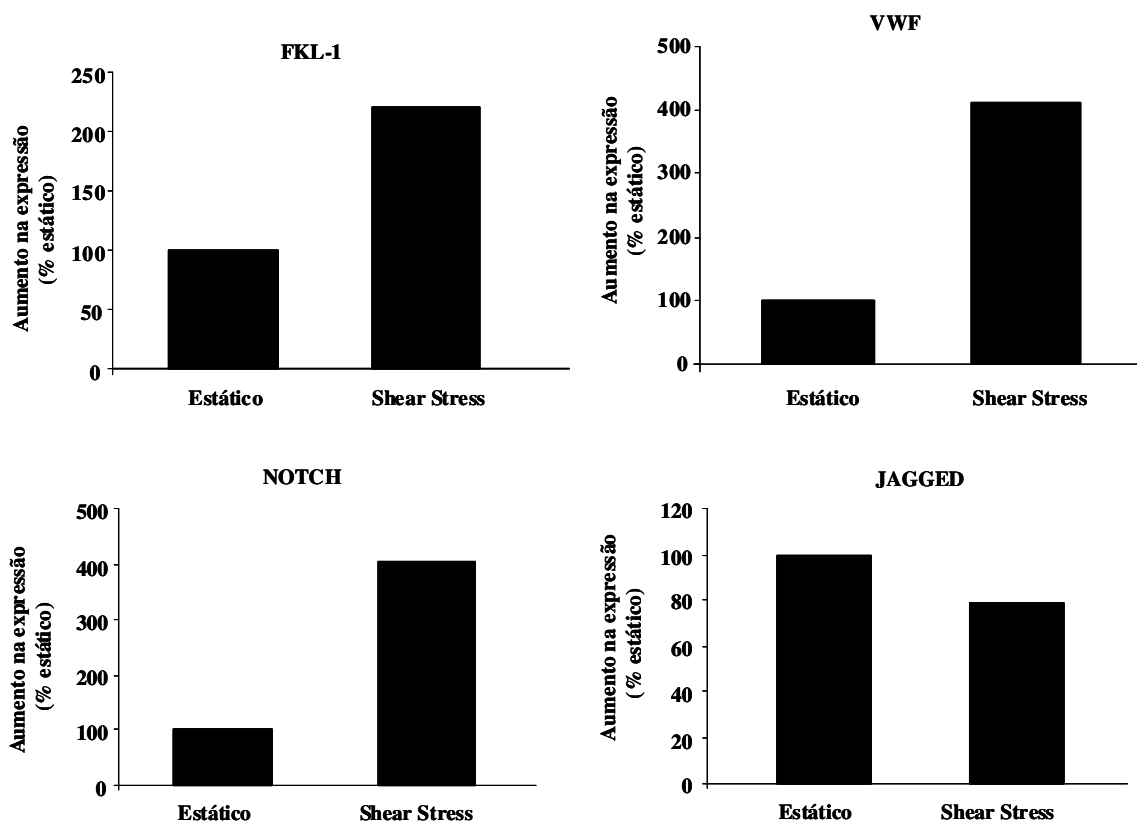 FKL-1
Aumento na expressão
(% estático)
250
200
150
100
50
0
Estático
Shear Stress
VWF
Aumento na expressão
(% estático)
500
400
300
200
100
0
Estático
Shear Stress
NOTCH
Aumento na expressão
(% estático)
500
400
300
200
100
0
Estático
Shear Stress
JAGGED
Aumento na expressão
(% estático)
120
100
80
60
40
20
0
Estático
Shear Stress